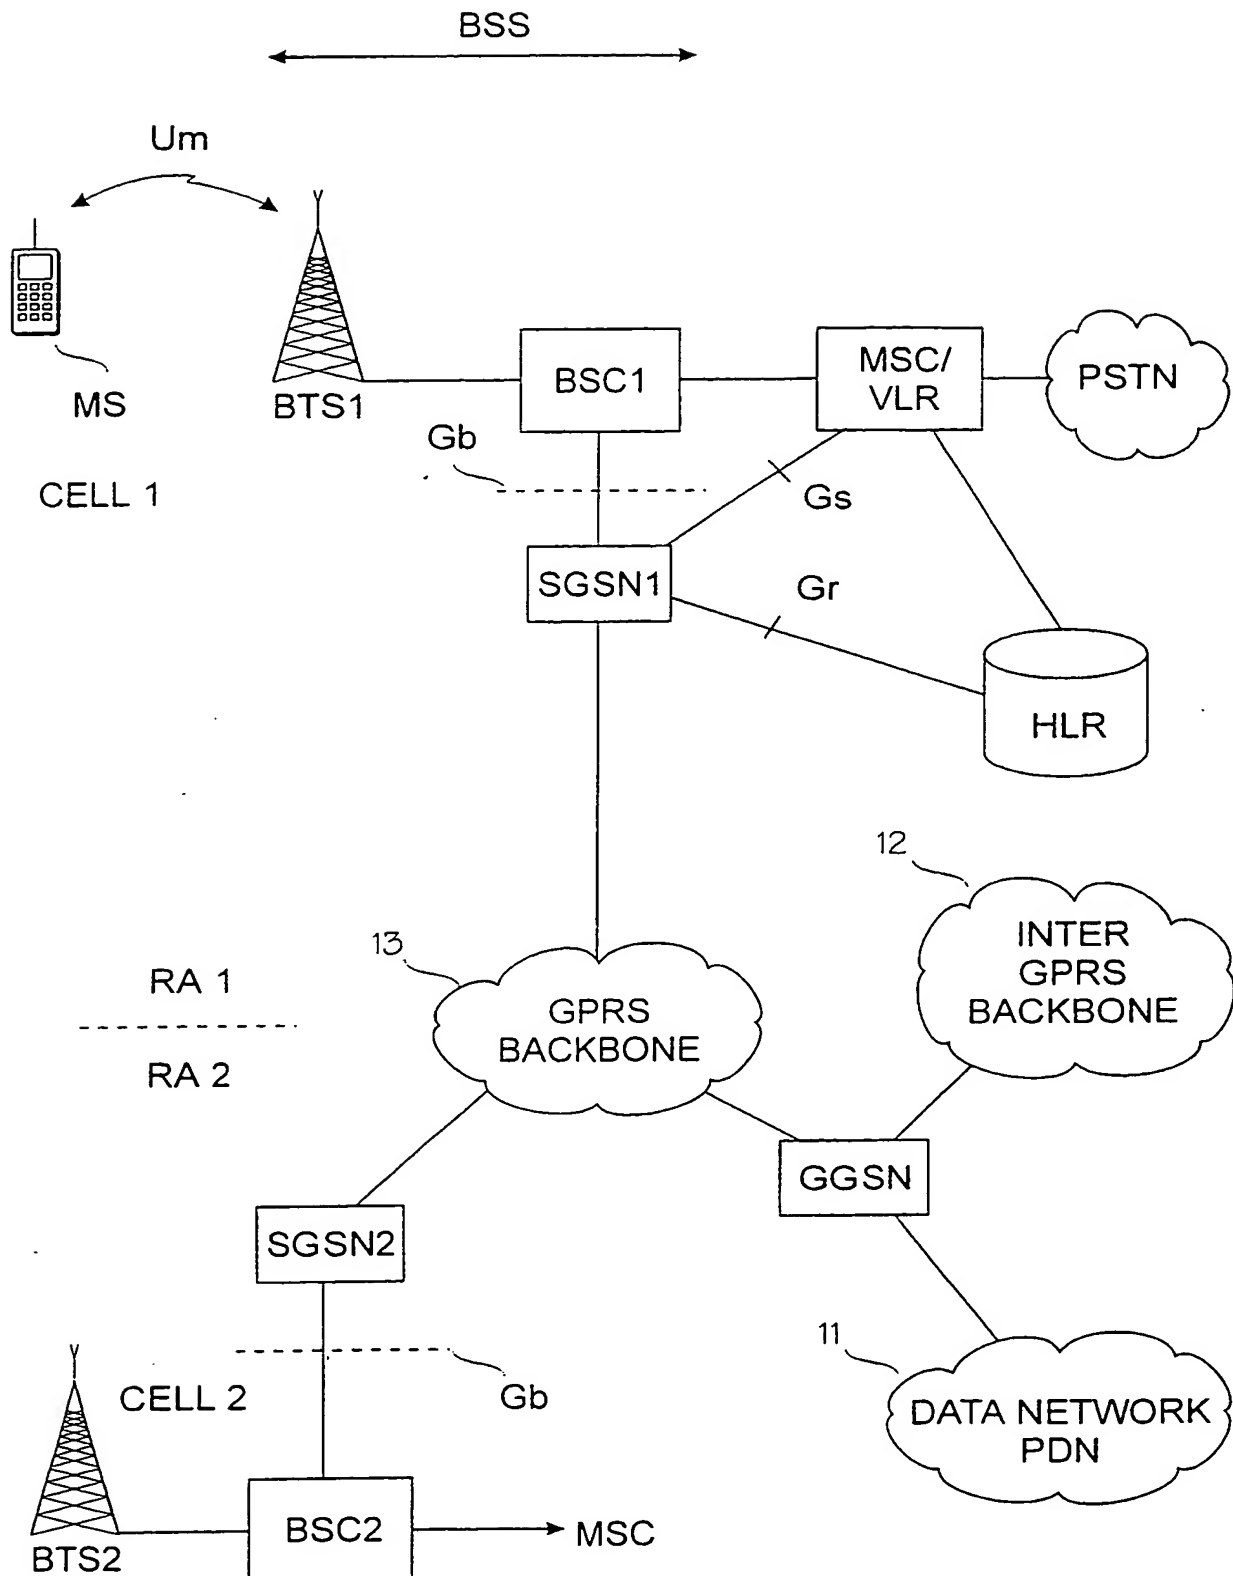 BSS
Um
MS
BTS1
BSC1
MSC/
VLR
PSTN
CELL 1
Gb
Gs
SGSN1
Gr
HLR
12
INTER
GPRS
BACKBONE
13
GPRS
BACKBONE
RA 1
RA 2
GGSN
SGSN2
11
DATA NETWORK
PDN
CELL 2
Gb
BTS2
BSC2
MSC